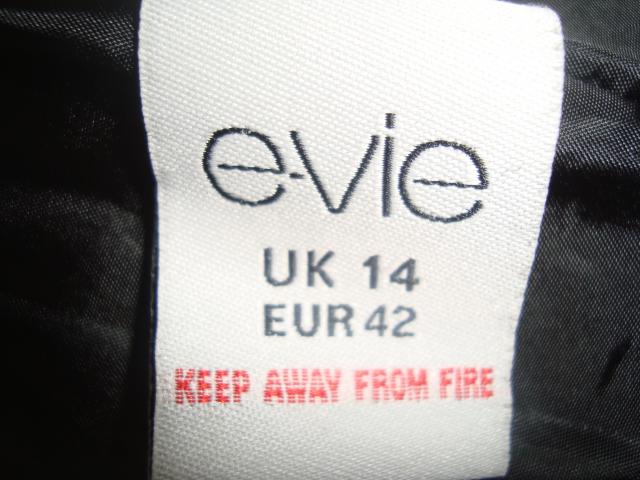 e-vie
UK 14
EUR 42
KEEP AWAY FROM FIRE